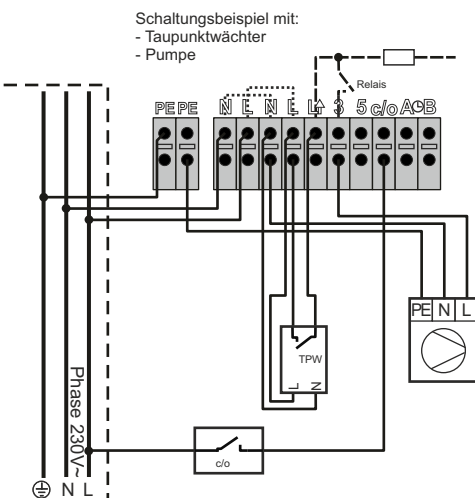 Schaltungsbeispiel mit:
- Taupunktwächter
- Pumpe
Relais
PE PE N L N L L 3 5 c/o A B
PE N L
TPW
L N
Phase 230V~
c/o
N L